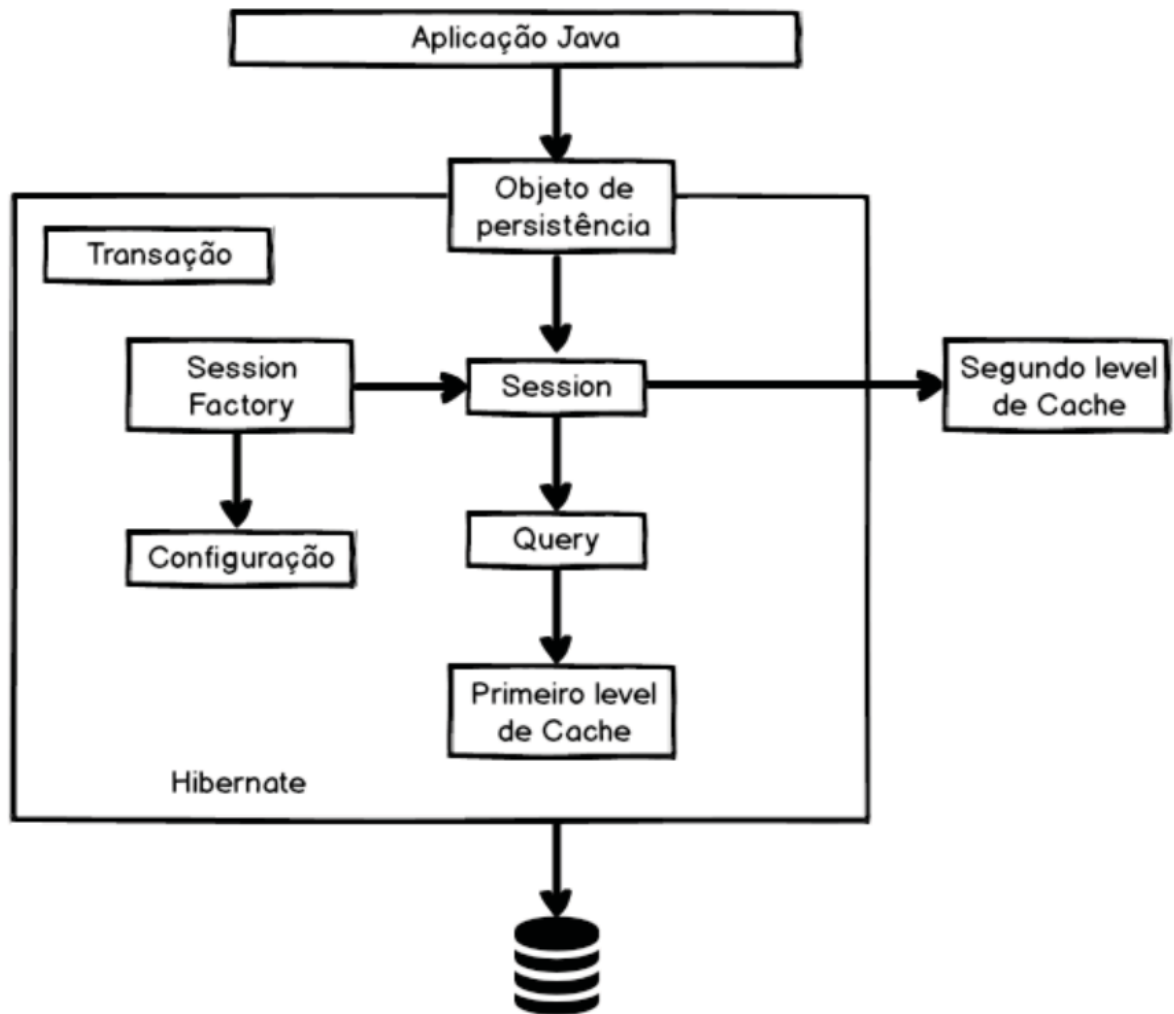 Aplicação Java
Objeto de
persistência
Transação
Session
Factory
Session
Segundo level
de Cache
Configuração
Query
Primeiro level
de Cache
Hibernate